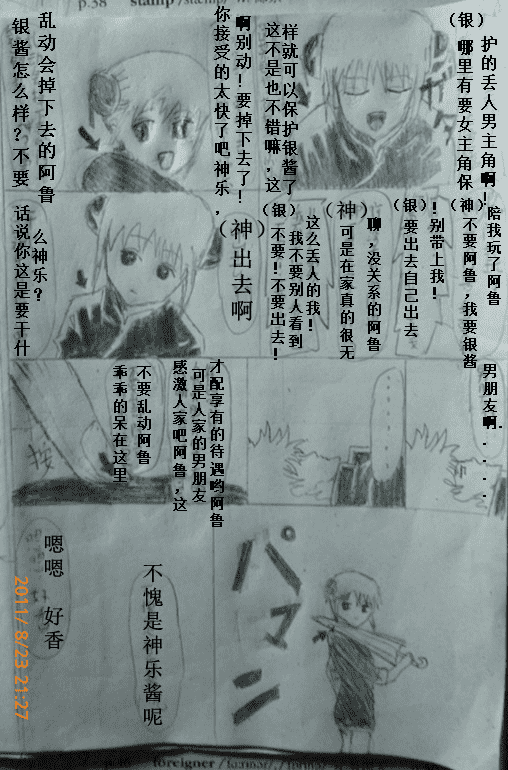 p.38 stamp
(银)
哪里有要女主角保
护的丢人男主角啊!
这不是也不错嘛,这
样就可以保护银酱了
你接受的太快了吧神乐,
啊别动!要掉下去了!
银酱怎么样?不要
乱动会掉下去的阿鲁
(神)
不要阿鲁,我要银酱
陪我玩了阿鲁
(银)
要出去自己出去
!别带上我!
(神)
可是在家真的很无
聊,没关系的阿鲁
(银)
不要!不要出去!
我不要别人看到
这么丢人的我!
(神)出去啊
话说你这是要干什
么神乐?
男朋友啊.....
......
感激人家吧阿鲁,这
可是人家的男朋友
才配享有的待遇哟阿鲁
乖乖的呆在这里
不要乱动阿鲁
按
パマン
不愧是神乐酱呢
嗯嗯 好香
2011/8/23 21:27
foreigner